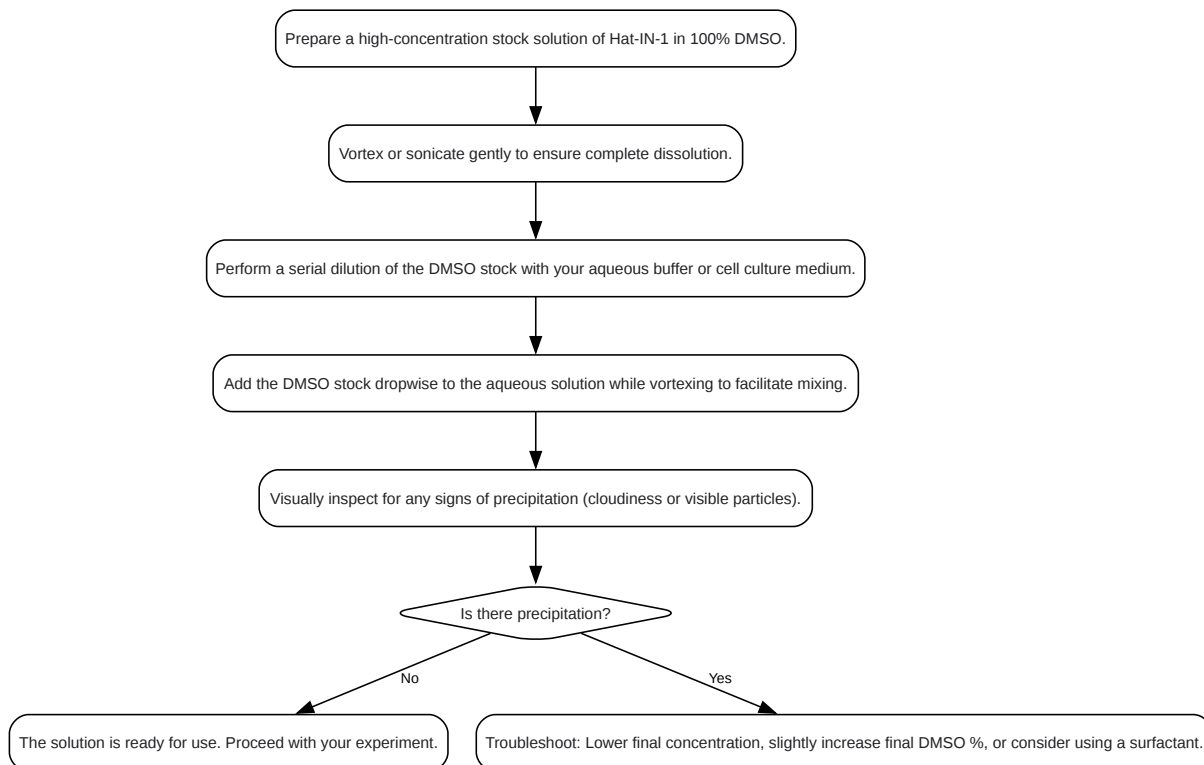 Prepare a high-concentration stock solution of Hat-IN-1 in 100% DMSO.
Vortex or sonicate gently to ensure complete dissolution.
Perform a serial dilution of the DMSO stock with your aqueous buffer or cell culture medium.
Add the DMSO stock dropwise to the aqueous solution while vortexing to facilitate mixing.
Visually inspect for any signs of precipitation (cloudiness or visible particles).
Is there precipitation?
No
Yes
The solution is ready for use. Proceed with your experiment.
Troubleshoot: Lower final concentration, slightly increase final DMSO %, or consider using a surfactant.